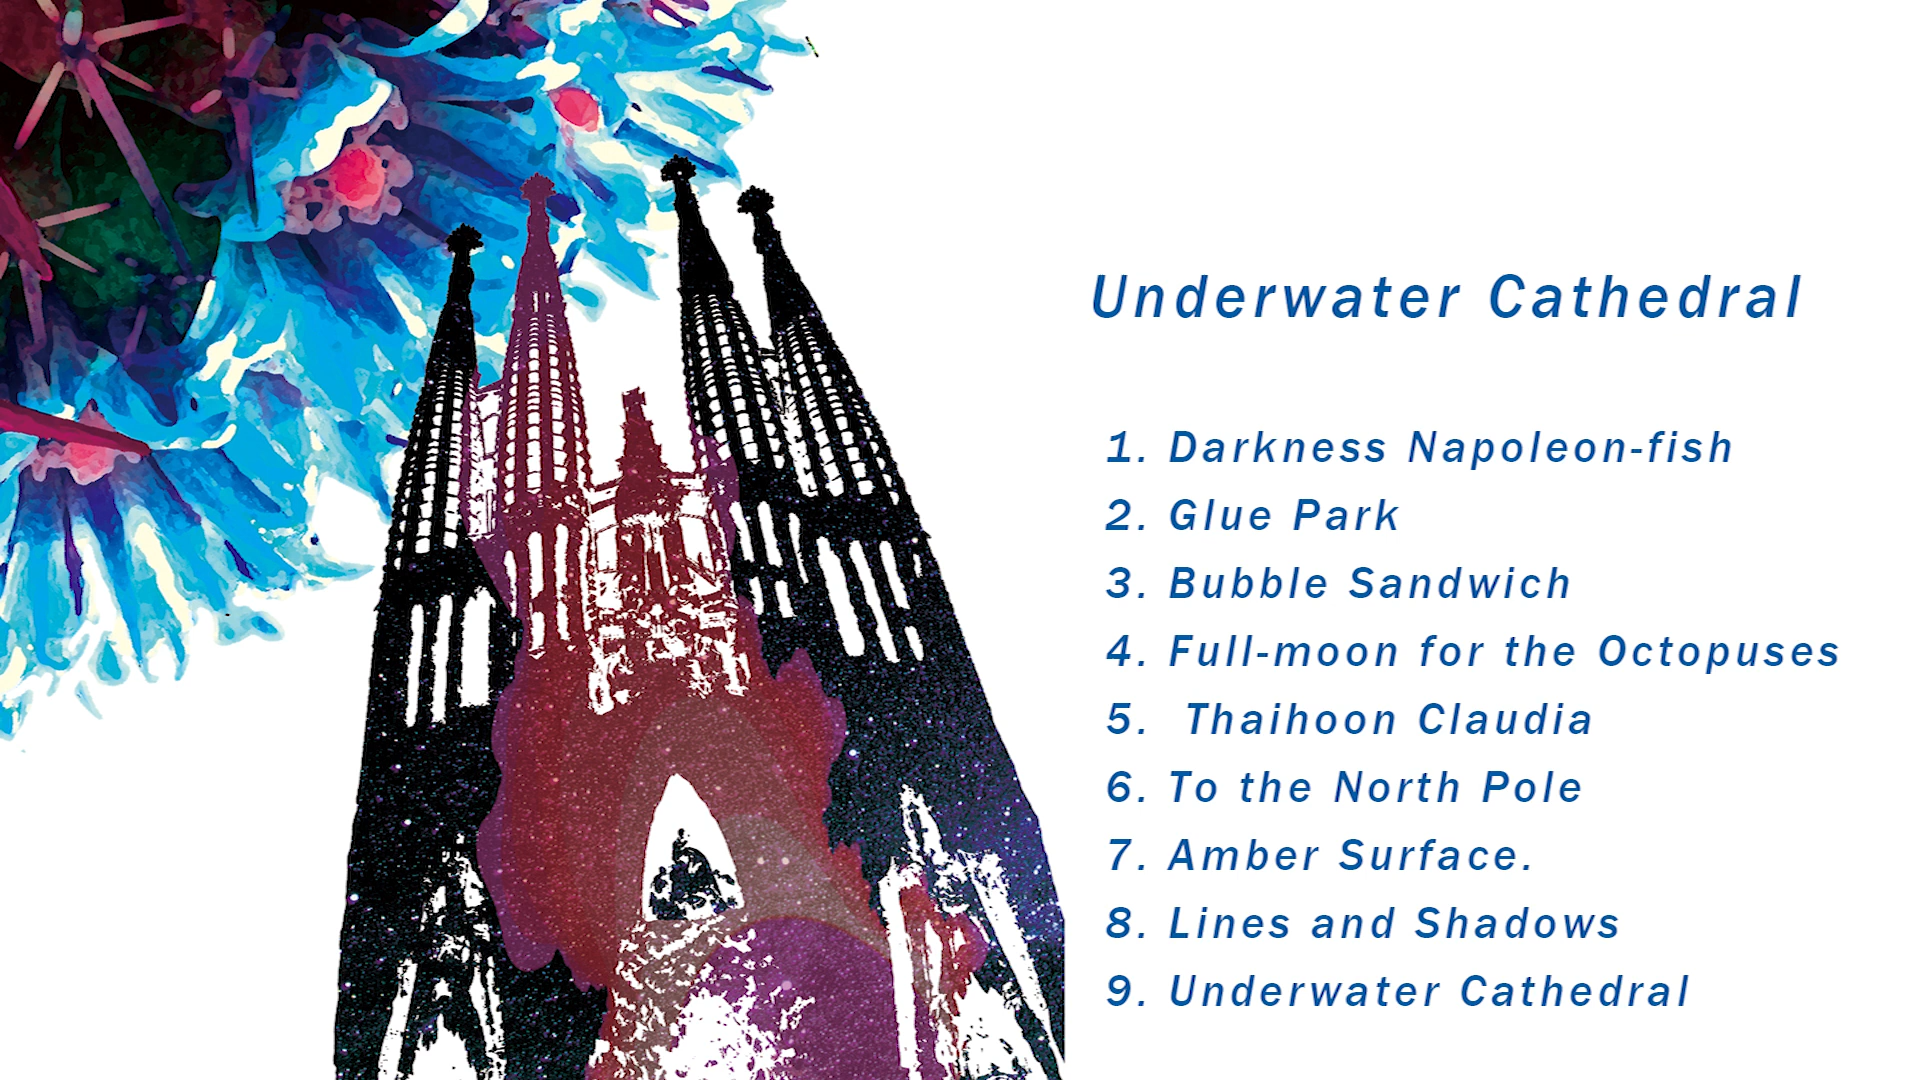 Underwater Cathedral
1. Darkness Napoleon-fish
2. Glue Park
3. Bubble Sandwich
4. Full-moon for the Octopuses
5.  Thaihoon Claudia
6. To the North Pole
7. Amber Surface.
8. Lines and Shadows
9. Underwater Cathedral